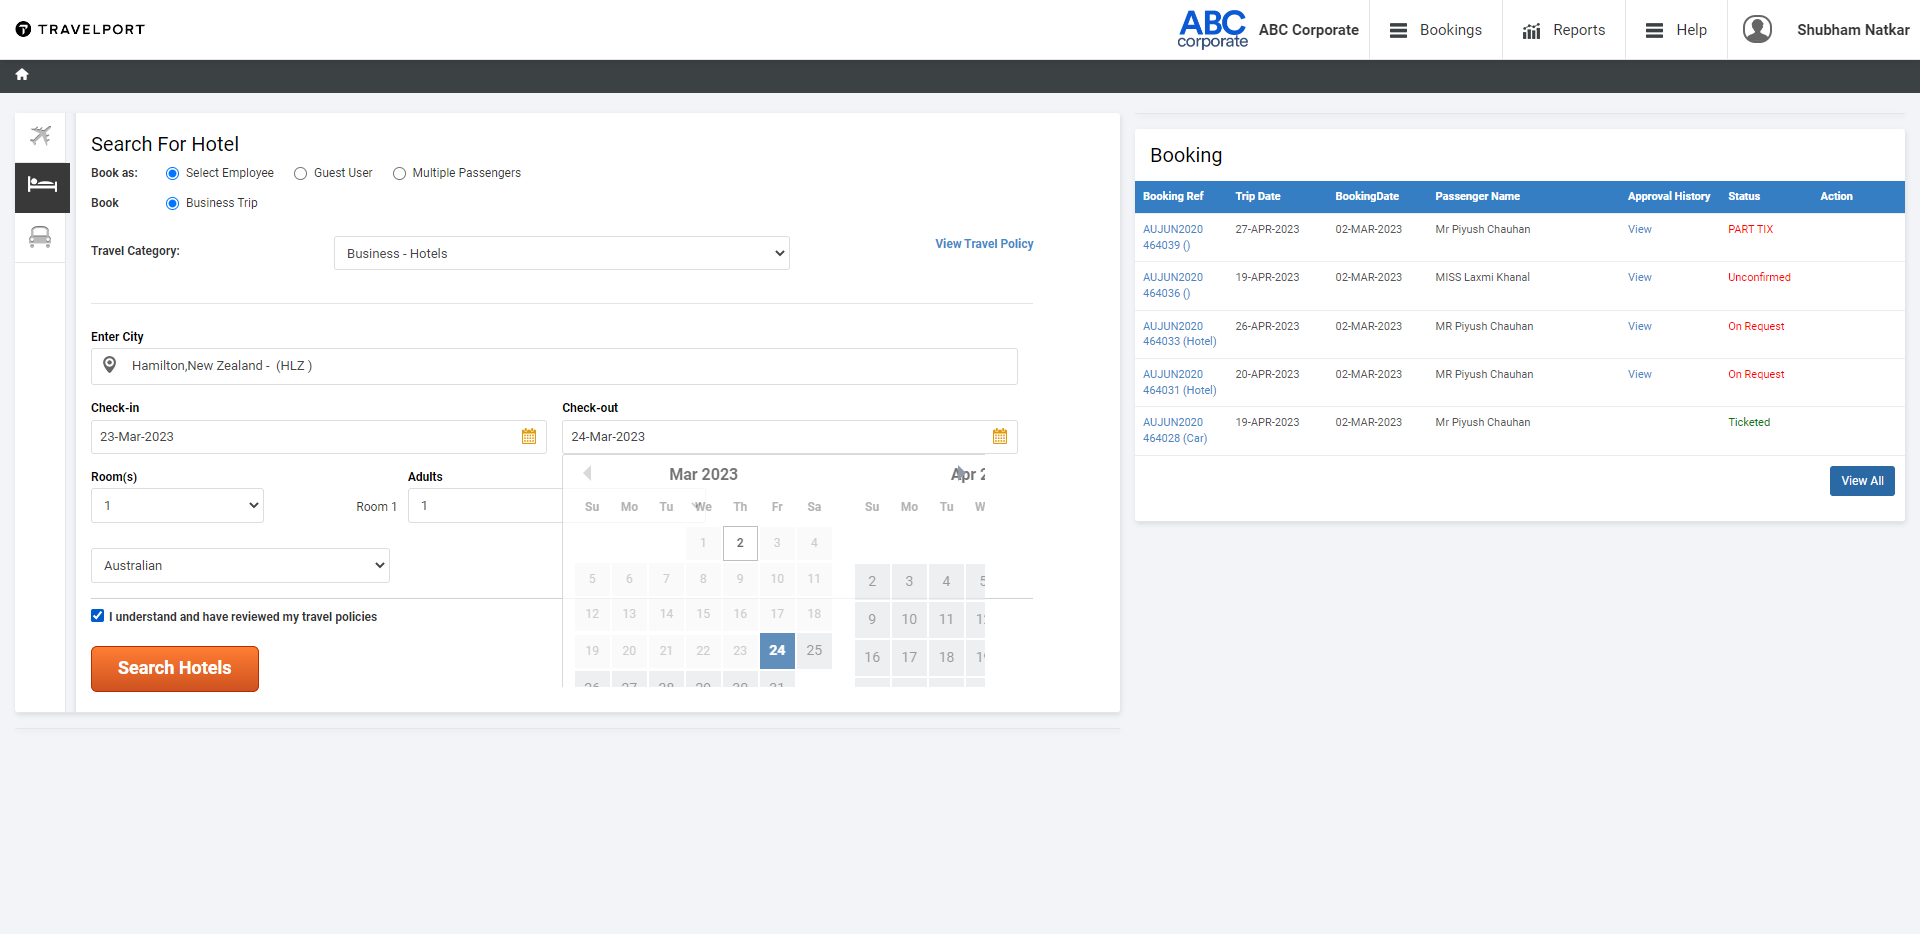 TRAVELPORT
ABC
corporate
ABC Corporate
Bookings
Reports
Help
Shubham Natkar
Search For Hotel
Book as:
Select Employee
Guest User
Multiple Passengers
Book
Business Trip
Travel Category:
Business - Hotels
View Travel Policy
Enter City
Hamilton,New Zealand - (HLZ )
Check-in
Check-out
23-Mar-2023
24-Mar-2023
Room(s)
Adults
1
Room 1
1
Australian
I understand and have reviewed my travel policies
Search Hotels
Mar 2023
Su Mo Tu We Th Fr Sa
1 2 3 4
5 6 7 8 9 10 11
12 13 14 15 16 17 18
19 20 21 22 23 24 25
26 27 28 29 30 31
Apr 2
Su Mo Tu W
2 3 4 5
9 10 11
16 17 18
Booking
Booking Ref Trip Date BookingDate Passenger Name Approval History Status Action
AUJUN2020 27-APR-2023 02-MAR-2023 Mr Piyush Chauhan View PART TIX
464039 ()
AUJUN2020 19-APR-2023 02-MAR-2023 MISS Laxmi Khanal View Unconfirmed
464036 ()
AUJUN2020 26-APR-2023 02-MAR-2023 MR Piyush Chauhan View On Request
464033 (Hotel)
AUJUN2020 20-APR-2023 02-MAR-2023 MR Piyush Chauhan View On Request
464031 (Hotel)
AUJUN2020 19-APR-2023 02-MAR-2023 Mr Piyush Chauhan Ticketed
464028 (Car)
View All